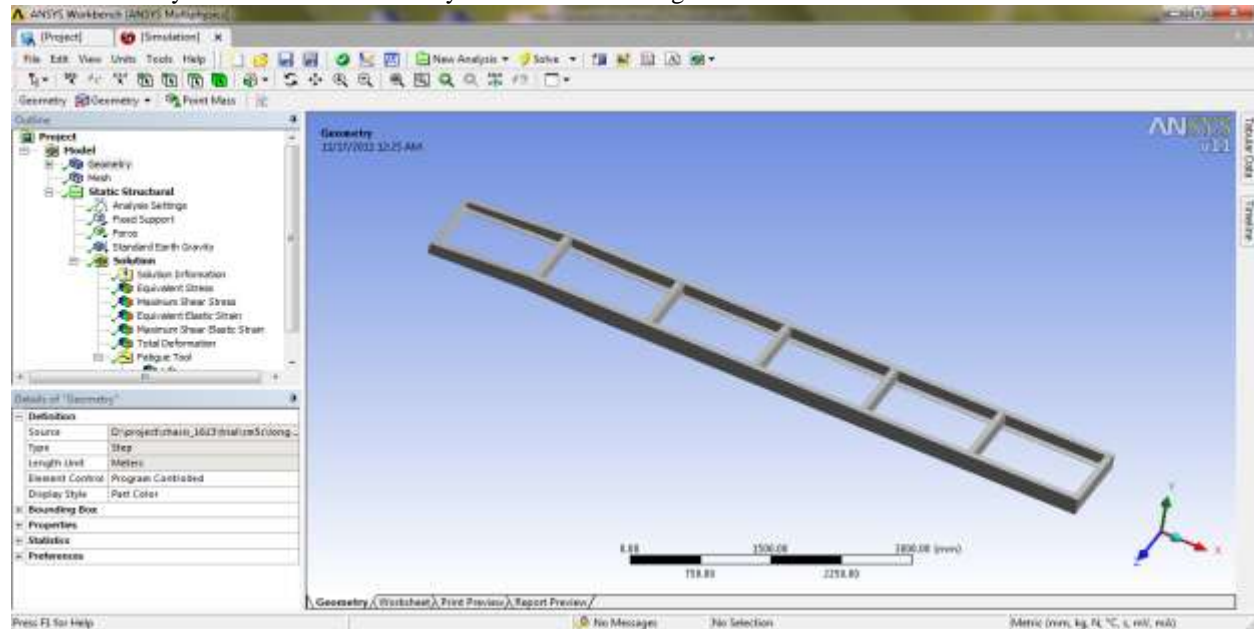 ANSYS Workbench [ANSYS Multiphysics]
[Project] [Simulation] x
File Edit View Units Tools Help New Analysis Solve
Geometry Geometry Point Mass
Outline
Project
Model
Geometry
Mesh
Static Structural
Analysis Settings
Fixed Support
Force
Standard Earth Gravity
Solution
Solution Information
Equivalent Stress
Maximum Shear Stress
Equivalent Elastic Strain
Maximum Shear Elastic Strain
Total Deformation
Fatigue Tool
Geometry
ANSYS
v11
Tabular Data
Timeline
Details of "Geometry"
Definition
Source
Type Step
Length Unit Meters
Element Control Program Controlled
Display Style Part Color
Bounding Box
Properties
Statistics
Preferences
0.00 1500.00 3000.00 (mm)
750.00 2250.00
Y
X
Z
Geometry Worksheet Print Preview Report Preview
Press F1 for Help No Messages No Selection Metric (mm, kg, N, °C, s, mV, mA)